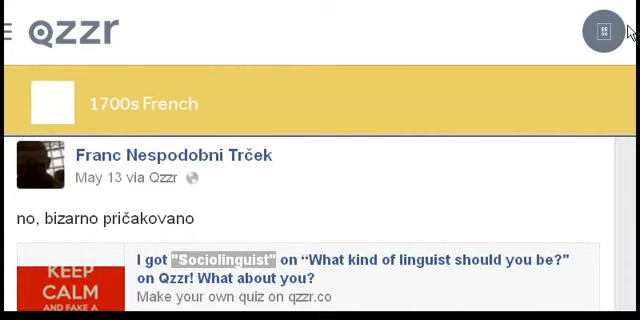 qzzr
1700s French
Franc Nespodobni Trček
May 13 via Qzzr
no, bizarno pričakovano
I got "Sociolinguist" on “What kind of linguist should you be?”
on Qzzr! What about you?
Make your own quiz on qzzr.co
KEEP
CALM
AND FAKE A